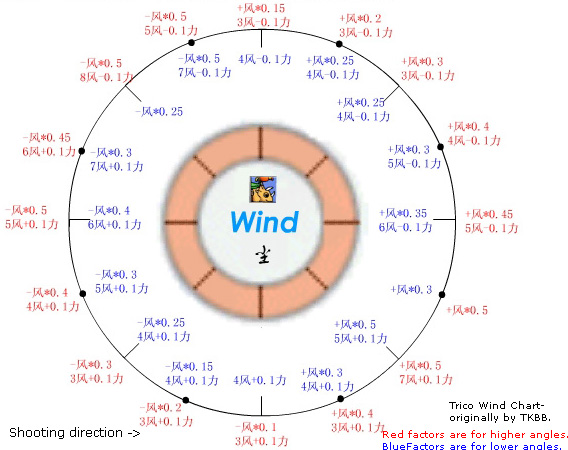 +风*0.15
3风-0.1力
-风*0.5
5风-0.1力
+风*0.2
3风-0.1力
-风*0.5
7风-0.1力
4风-0.1力
+风*0.25
4风-0.1力
-风*0.5
8风-0.1力
+风*0.3
3风-0.1力
-风*0.25
+风*0.25
4风-0.1力
-风*0.45
6风+0.1力
+风*0.4
4风-0.1力
-风*0.3
7风+0.1力
+风*0.3
5风-0.1力
-风*0.5
5风+0.1力
-风*0.4
6风+0.1力
Wind
尘
+风*0.35
6风-0.1力
+风*0.45
5风-0.1力
-风*0.4
4风+0.1力
-风*0.3
5风+0.1力
+风*0.3
+风*0.5
-风*0.25
4风+0.1力
+风*0.5
5风+0.1力
-风*0.3
3风+0.1力
+风*0.5
7风+0.1力
-风*0.15
4风+0.1力
4风+0.1力
+风*0.3
4风+0.1力
-风*0.2
3风+0.1力
-风*0.1
3风+0.1力
+风*0.4
3风+0.1力
Trico Wind Chart-
originally by TKBB.
Shooting direction ->
Red factors are for higher angles.
BlueFactors are for lower angles.